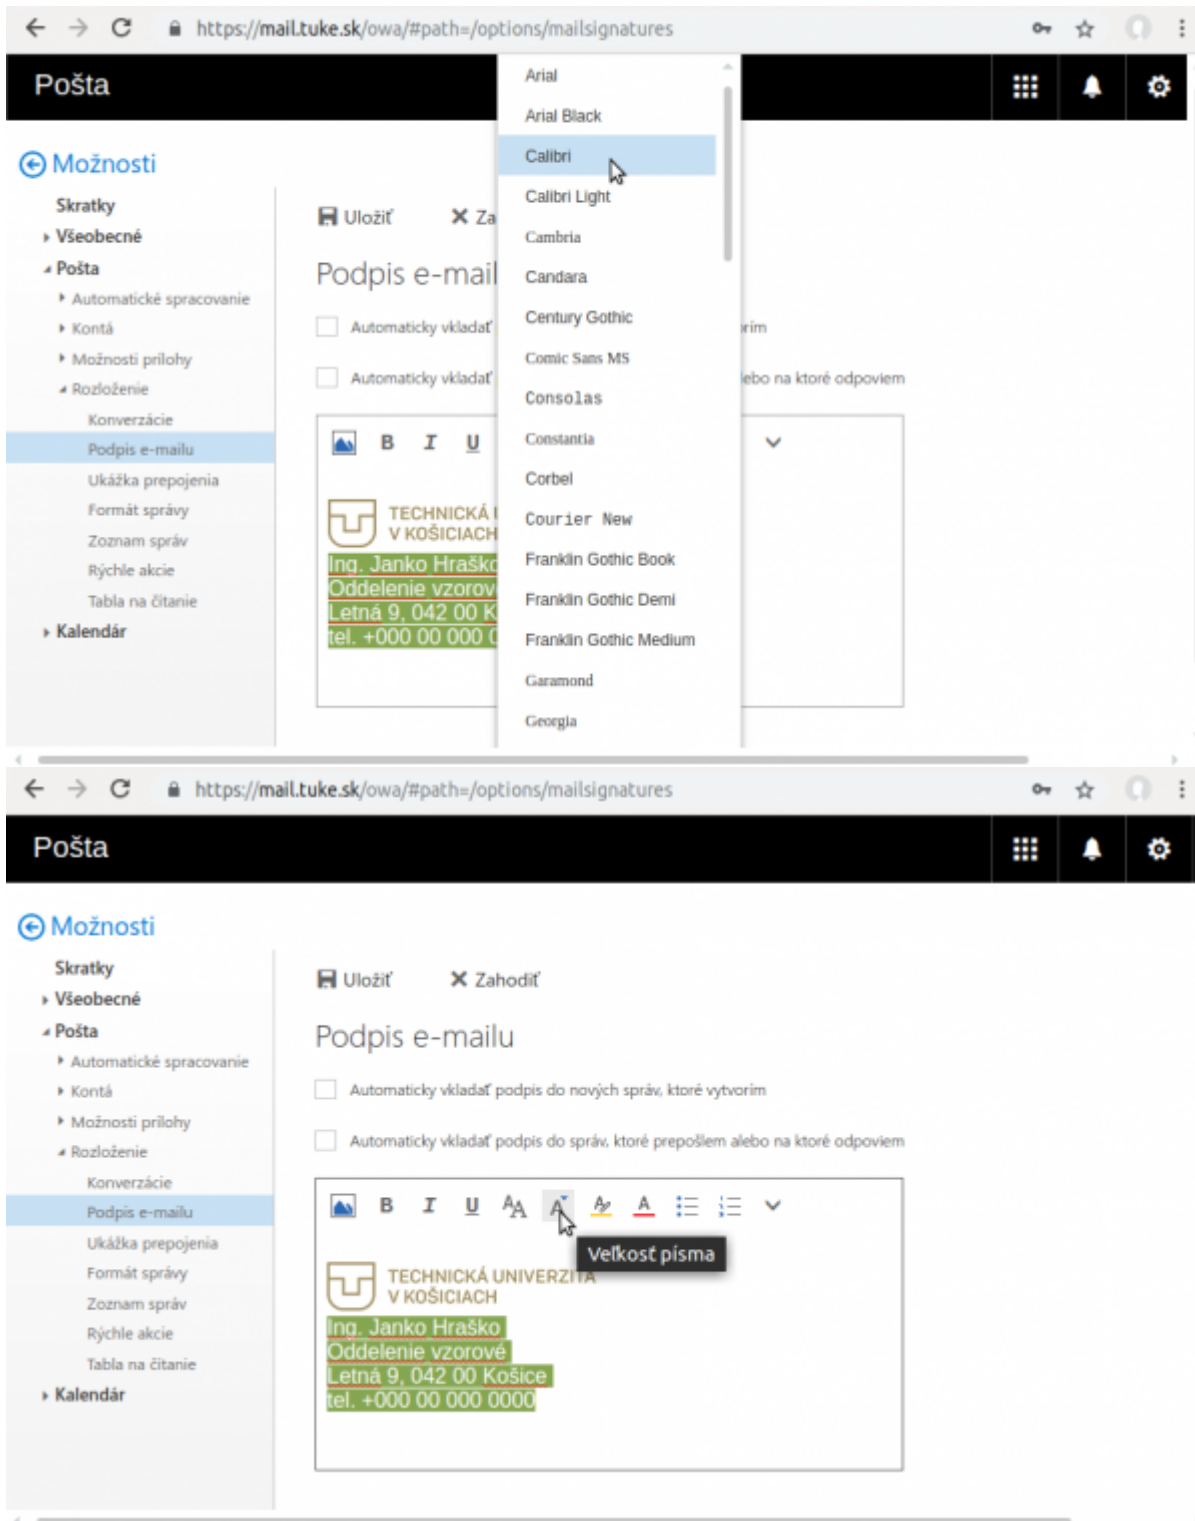 https://mail.tuke.sk/owa/#path=/options/mailsignatures
Pošta
Možnosti
Skratky
Všeobecné
Pošta
Automatické spracovanie
Kontá
Možnosti prílohy
Rozloženie
Konverzácie
Podpis e-mailu
Ukážka prepojenia
Formát správy
Zoznam správ
Rýchle akcie
Tabla na čítanie
Kalendár
Uložiť Za
Podpis e-mail
Automaticky vkladať rím
Automaticky vkladať ebo na ktoré odpoviem
B I U
TECHNICKÁ
V KOŠICIACH
Ing. Janko Hraško
Oddelenie vzorov
Letná 9, 042 00 K
tel. +000 00 000 0
Arial
Arial Black
Calibri
Calibri Light
Cambria
Candara
Century Gothic
Comic Sans MS
Consolas
Constantia
Corbel
Courier New
Franklin Gothic Book
Franklin Gothic Demi
Franklin Gothic Medium
Garamond
Georgia
https://mail.tuke.sk/owa/#path=/options/mailsignatures
Pošta
Možnosti
Skratky
Všeobecné
Pošta
Automatické spracovanie
Kontá
Možnosti prílohy
Rozloženie
Konverzácie
Podpis e-mailu
Ukážka prepojenia
Formát správy
Zoznam správ
Rýchle akcie
Tabla na čítanie
Kalendár
Uložiť Zahodiť
Podpis e-mailu
Automaticky vkladať podpis do nových správ, ktoré vytvorím
Automaticky vkladať podpis do správ, ktoré prepošlem alebo na ktoré odpoviem
B I U AA A A A
Veľkosť písma
TECHNICKÁ UNIVERZITA
V KOŠICIACH
Ing. Janko Hraško
Oddelenie vzorové
Letná 9, 042 00 Košice
tel. +000 00 000 0000